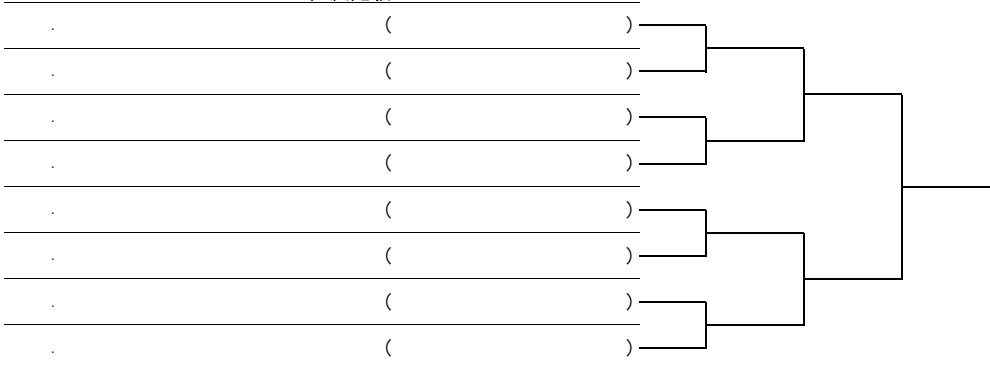 . ( )
. ( )
. ( )
. ( )
. ( )
. ( )
. ( )
. ( )